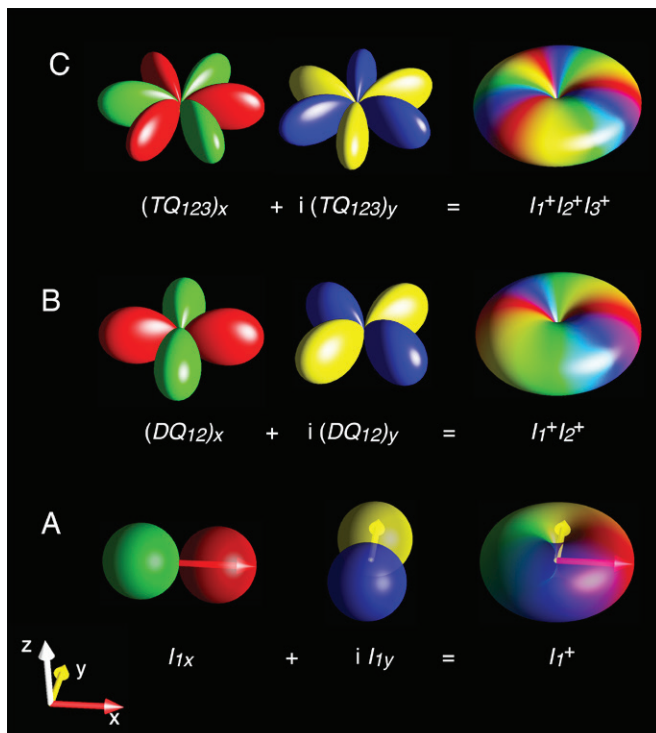 C
(TQ123)x + i (TQ123)y = I1+I2+I3+
B
(DQ12)x + i (DQ12)y = I1+I2+
A
z
y
x
I1x + i I1y = I1+